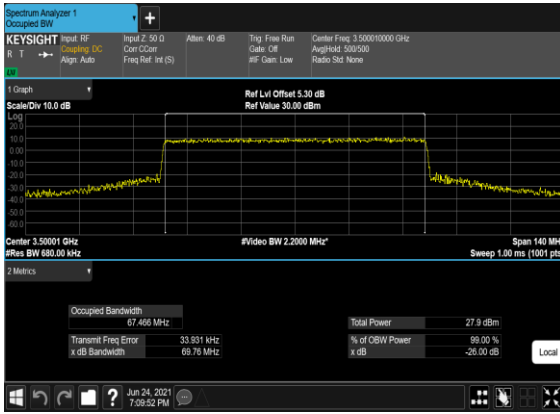 Spectrum Analyzer 1
Occupied BW
+
KEYSIGHT Input: RF Input Z: 50 Ω Atten: 40 dB Trig: Free Run Center Freq: 3.500010000 GHz
R T Coupling: DC Corr CCorr Gate: Off Avg|Hold: 500/500
Align: Auto Freq Ref: Int (S) #IF Gain: Low Radio Std: None
1 Graph
Ref Lvl Offset 5.30 dB
Scale/Div 10.0 dB Ref Value 30.00 dBm
Log
20.0
10.0
0.00
-10.0
-20.0
-30.0
-40.0
-50.0
-60.0
Center 3.50001 GHz #Video BW 2.2000 MHz* Span 140 MH
#Res BW 680.00 kHz Sweep 1.00 ms (1001 pts
2 Metrics
Occupied Bandwidth
67.466 MHz Total Power 27.9 dBm
Transmit Freq Error 33.931 kHz % of OBW Power 99.00 %
x dB Bandwidth 69.76 MHz x dB -26.00 dB
Local
? Jun 24, 2021
7:09:52 PM